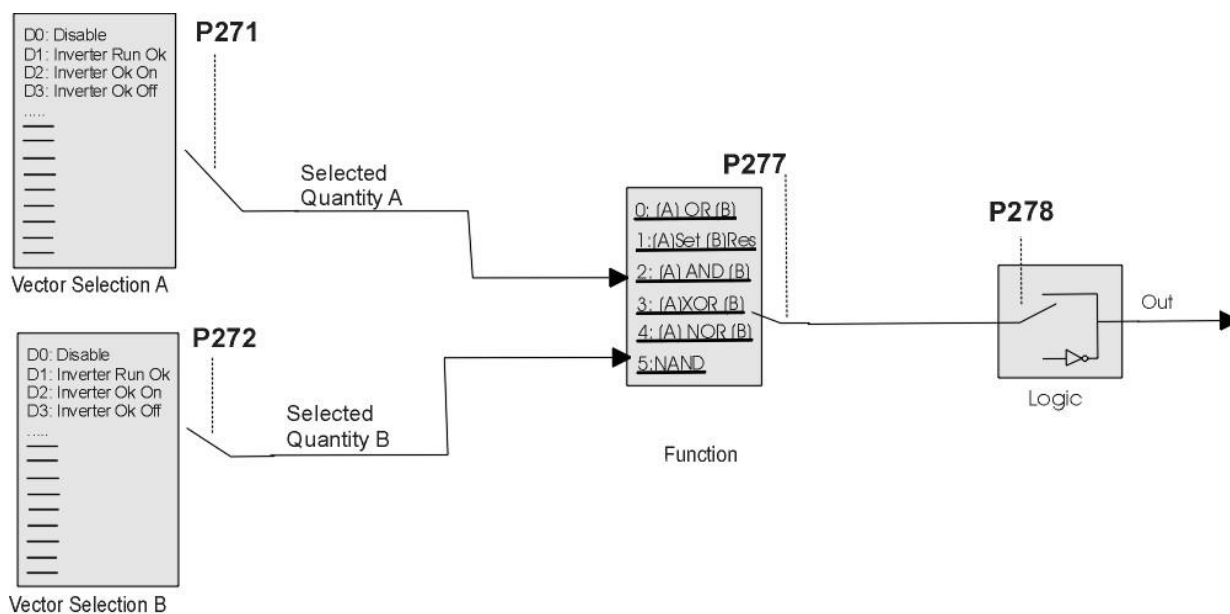 D0: Disable
D1: Inverter Run Ok
D2: Inverter Ok On
D3: Inverter Ok Off
.....
P271
Selected
Quantity A
Vector Selection A
D0: Disable
D1: Inverter Run Ok
D2: Inverter Ok On
D3: Inverter Ok Off
.....
P272
Selected
Quantity B
Vector Selection B
0: (A) OR (B)
1:(A)Set (B)Res
2: (A) AND (B)
3: (A)XOR (B)
4: (A) NOR (B)
5:NAND
Function
P277
P278
Logic
Out